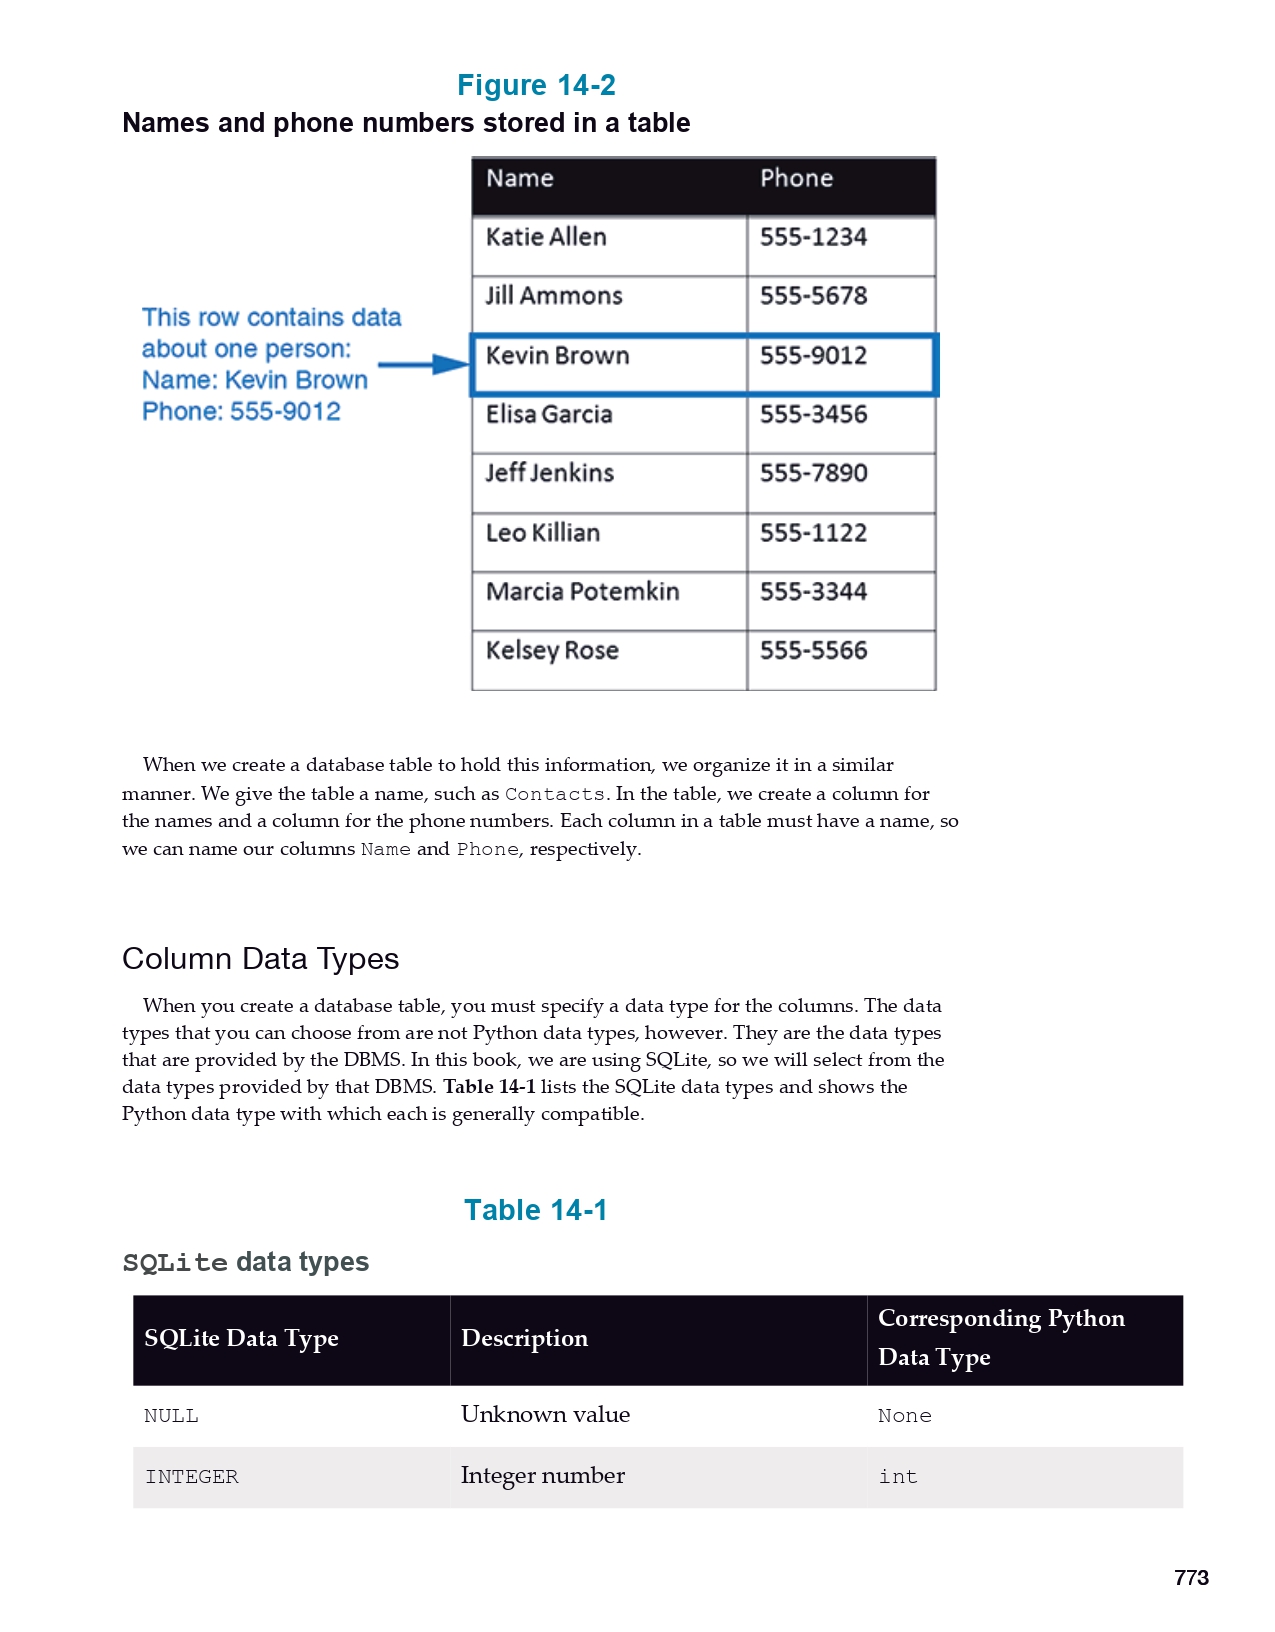 Figure 14-2
Names and phone numbers stored in a table
Name Phone
Katie Allen 555-1234
Jill Ammons 555-5678
This row contains data
about one person:
Name: Kevin Brown
Phone: 555-9012
Kevin Brown 555-9012
Elisa Garcia 555-3456
Jeff Jenkins 555-7890
Leo Killian 555-1122
Marcia Potemkin 555-3344
Kelsey Rose 555-5566
When we create a database table to hold this information, we organize it in a similar
manner. We give the table a name, such as Contacts. In the table, we create a column for
the names and a column for the phone numbers. Each column in a table must have a name, so
we can name our columns Name and Phone, respectively.
Column Data Types
When you create a database table, you must specify a data type for the columns. The data
types that you can choose from are not Python data types, however. They are the data types
that are provided by the DBMS. In this book, we are using SQLite, so we will select from the
data types provided by that DBMS. Table 14-1 lists the SQLite data types and shows the
Python data type with which each is generally compatible.
Table 14-1
SQLite data types
SQLite Data Type Description Corresponding Python
Data Type
NULL Unknown value None
INTEGER Integer number int
773